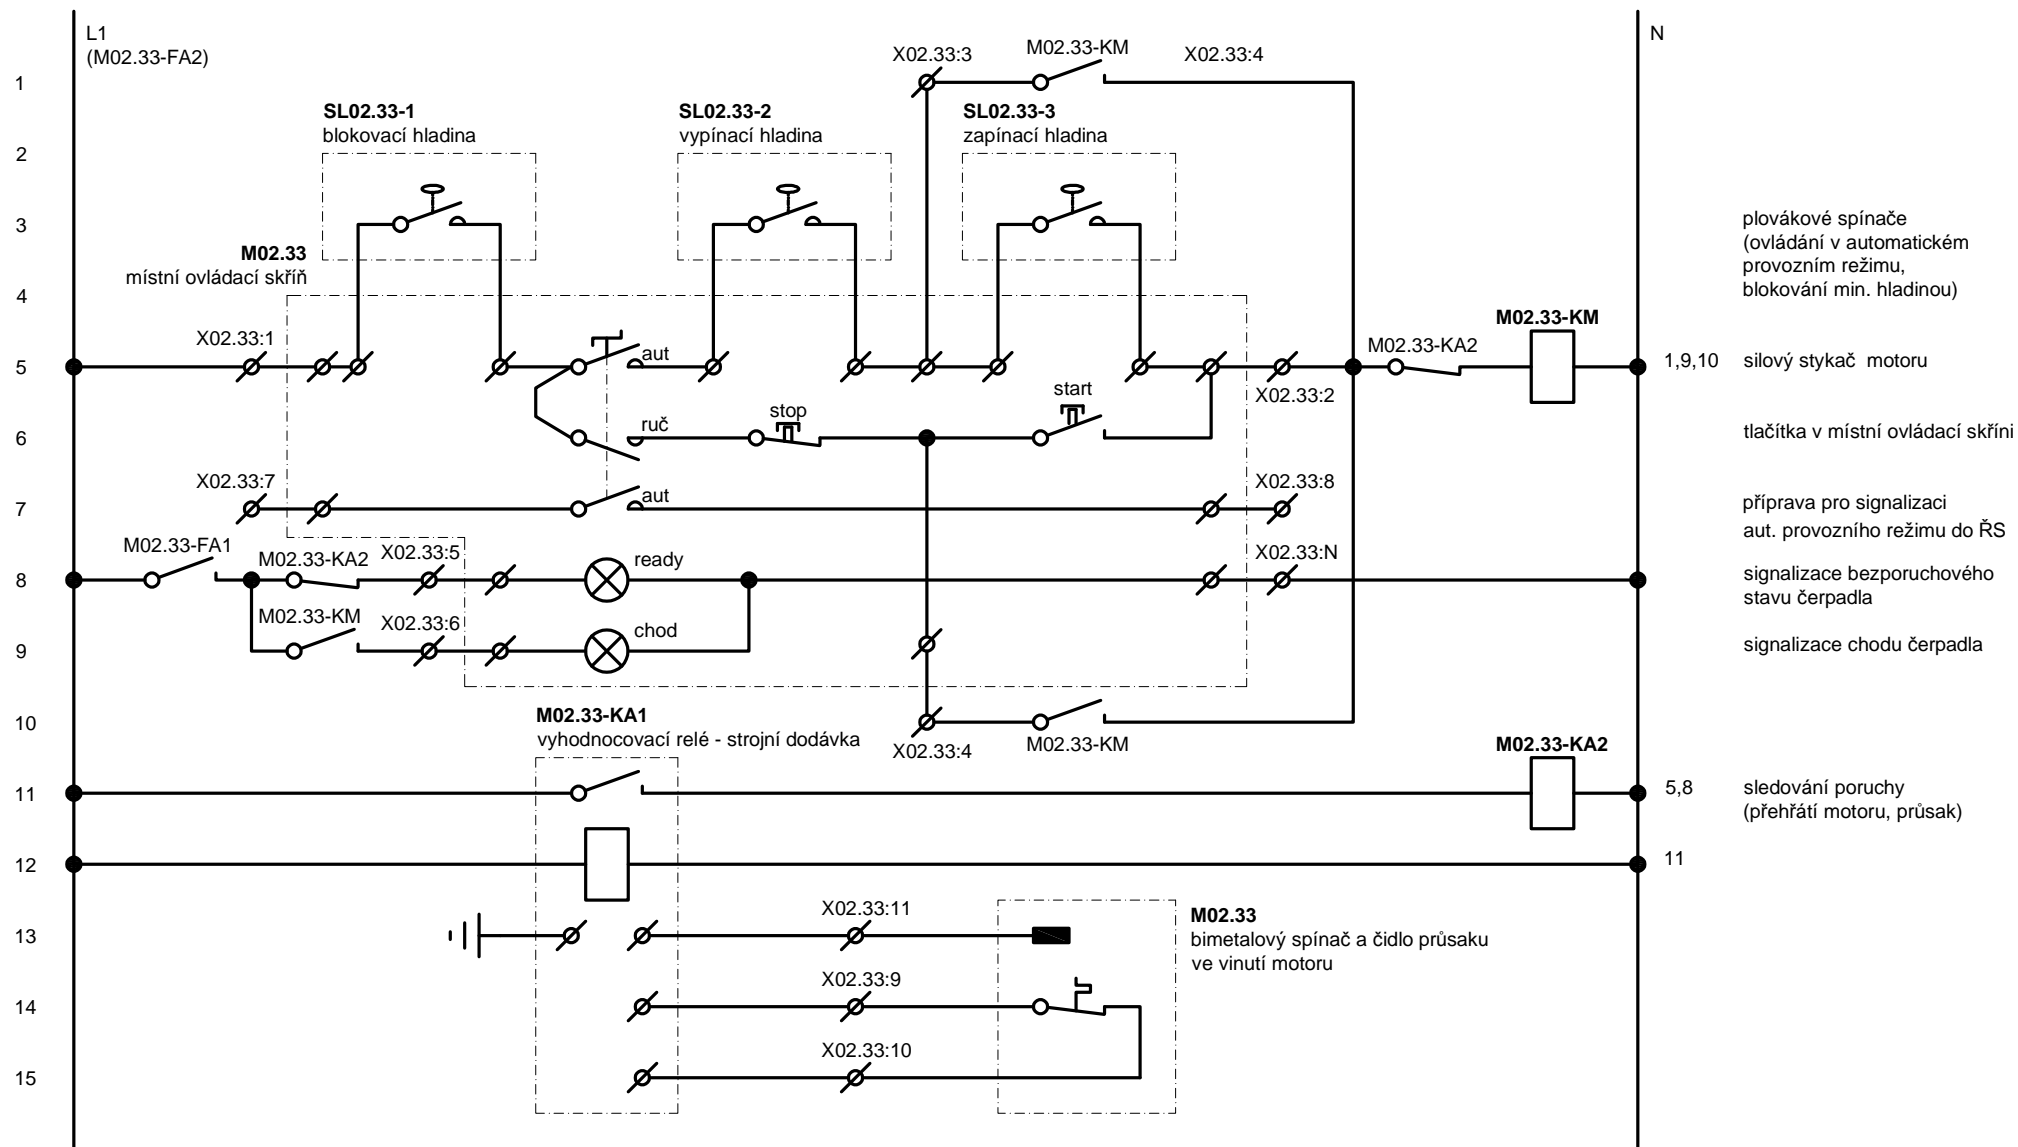 L1
(M02.33-FA2)
N
X02.33:3
M02.33-KM
X02.33:4
1
SL02.33-1
blokovací hladina
SL02.33-2
vypínací hladina
SL02.33-3
zapínací hladina
2
3
plovákové spínače
(ovládání v automatickém
provozním režimu,
blokování min. hladinou)
M02.33
místní ovládací skříň
4
X02.33:1
aut
M02.33-KA2
M02.33-KM
5
1,9,10
silový stykač motoru
X02.33:2
6
ruč
stop
start
tlačítka v místní ovládací skříni
X02.33:7
aut
X02.33:8
7
příprava pro signalizaci
aut. provozního režimu do ŘS
M02.33-FA1
M02.33-KA2
X02.33:5
ready
X02.33:N
8
signalizace bezporuchového
stavu čerpadla
M02.33-KM
X02.33:6
chod
9
signalizace chodu čerpadla
10
M02.33-KA1
vyhodnocovací relé - strojní dodávka
X02.33:4
M02.33-KM
M02.33-KA2
11
5,8
sledování poruchy
(přehřátí motoru, průsak)
12
11
13
X02.33:11
M02.33
bimetalový spínač a čidlo průsaku
ve vinutí motoru
14
X02.33:9
15
X02.33:10